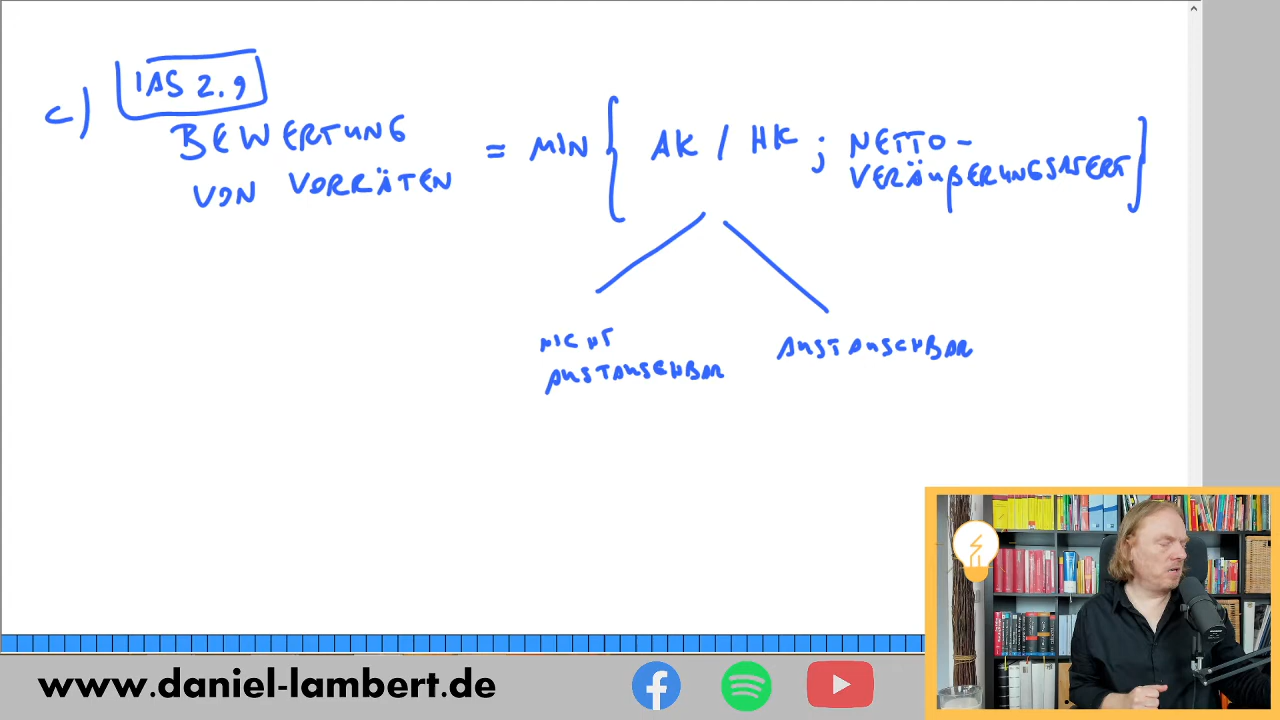 c) IAS 2.9
BEWERTUNG
VON VORRÄTEN
= MIN { AK / HK ; NETTO-
VERÄUßERUNGSWERT }
NICHT
AUSTAUSCHBAR
AUSTAUSCHBAR
www.daniel-lambert.de